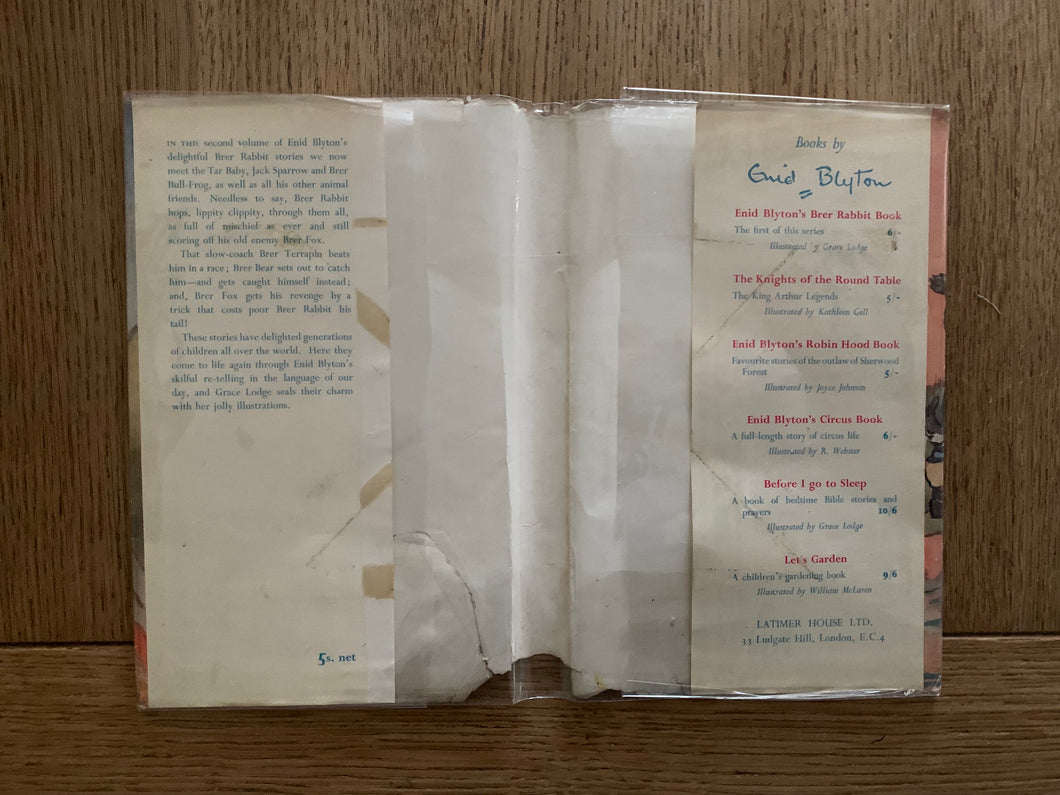 IN THIS second volume of Enid Blyton's
delightful Brer Rabbit stories we now
meet the Tar Baby, Jack Sparrow and Brer
Bull-Frog, as well as all his other animal
friends. Needless to say, Brer Rabbit
hops, lippity clippity, through them all,
as full of mischief as ever and still
scoring off his old enemy Brer Fox.
That slow-coach Brer Terrapin beats
him in a race; Brer Bear sets out to catch
him—and gets caught himself instead;
and, Brer Fox gets his revenge by a
trick that costs poor Brer Rabbit his
tail!
These stories have delighted generations
of children all over the world. Here they
come to life again through Enid Blyton's
skilful re-telling in the language of our
day, and Grace Lodge seals their charm
with her jolly illustrations.
5s. net
Books by
Enid Blyton
Enid Blyton's Brer Rabbit Book
The first of this series 6/-
Illustrated by Grace Lodge
The Knights of the Round Table
The King Arthur Legends 5/-
Illustrated by Kathleen Gell
Enid Blyton's Robin Hood Book
Favourite stories of the outlaw of Sherwood
Forest 5/-
Illustrated by Joyce Johnson
Enid Blyton's Circus Book
A full-length story of circus life 6/-
Illustrated by R. Webster
Before I go to Sleep
A book of bedtime Bible stories and
prayers 10/6
Illustrated by Grace Lodge
Let's Garden
A children's gardening book 9/6
Illustrated by William McLaren
LATIMER HOUSE LTD.
33 Ludgate Hill, London, E.C.4